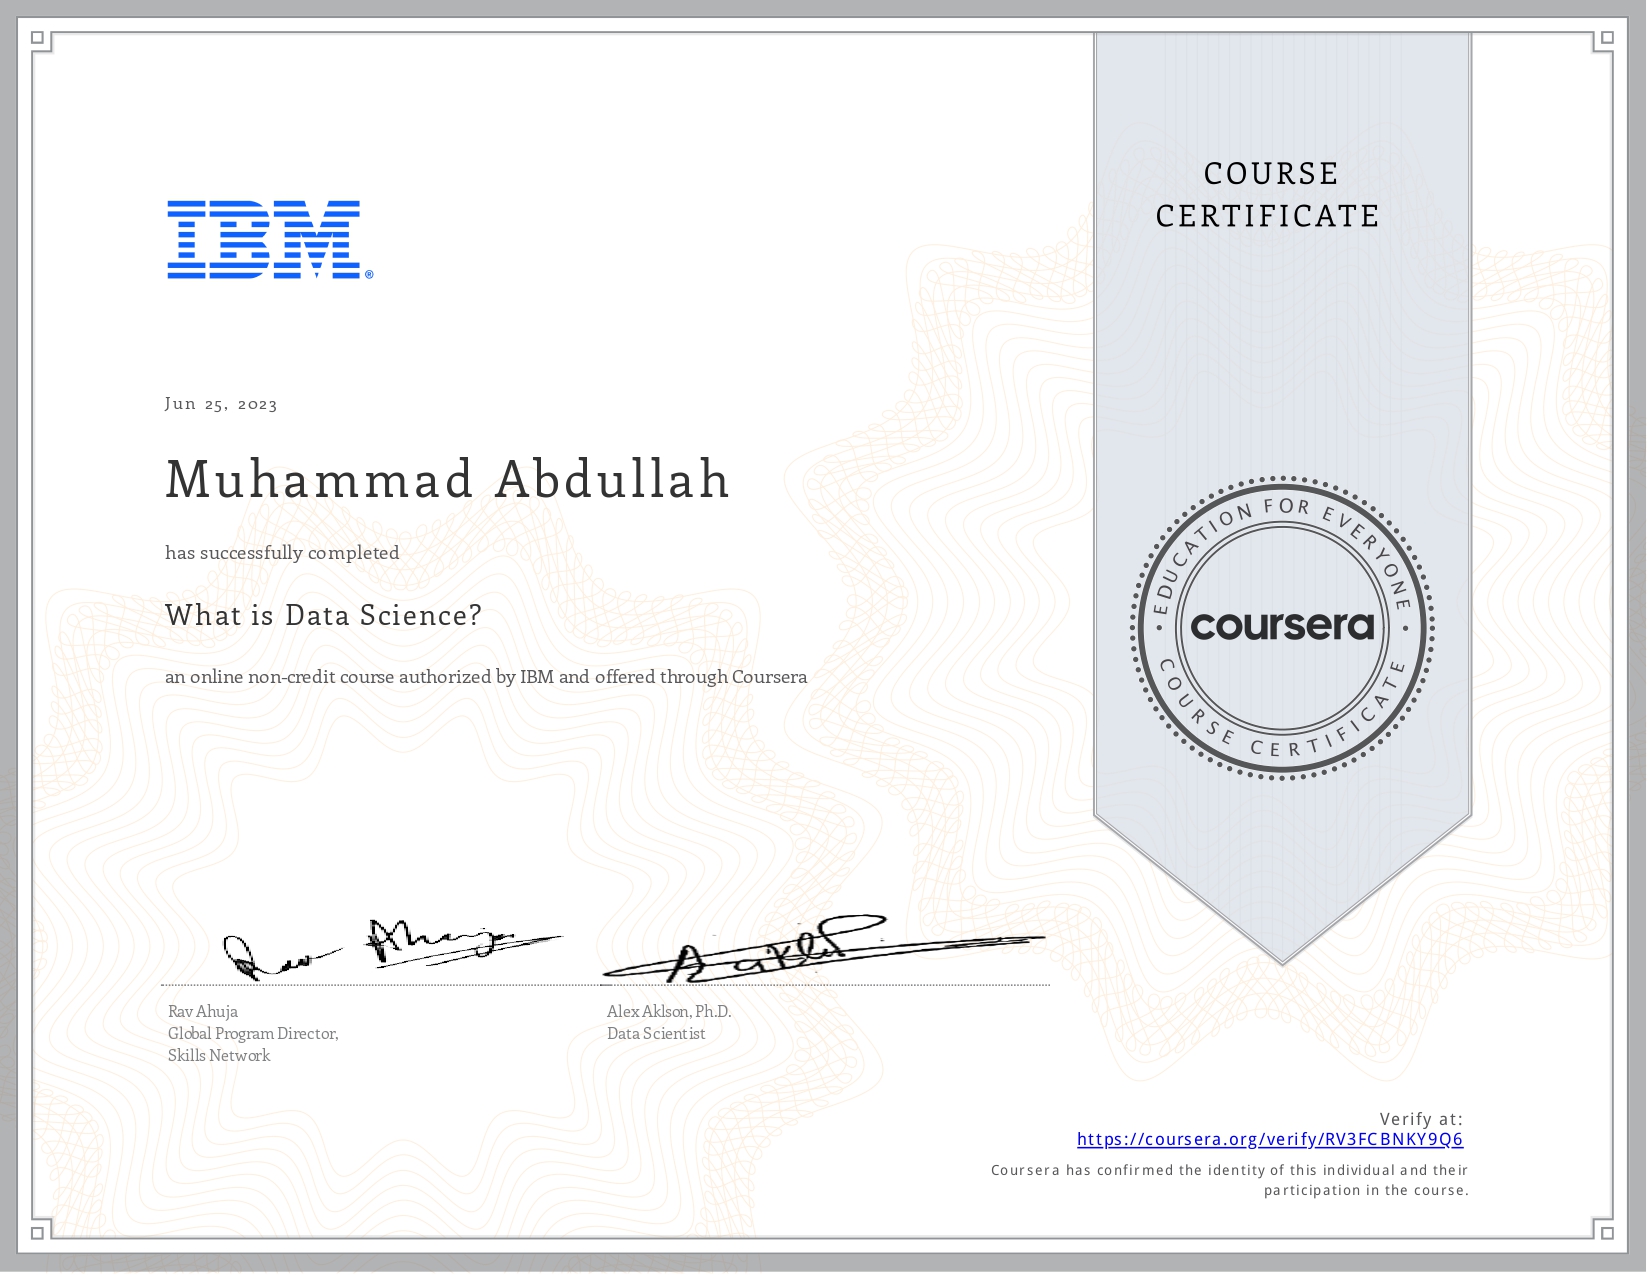 IBM®
COURSE
CERTIFICATE
Jun 25, 2023
Muhammad Abdullah
has successfully completed
What is Data Science?
an online non-credit course authorized by IBM and offered through Coursera
EDUCATION FOR EVERYONE
coursera
COURSE CERTIFICATE
Rav Ahuja
Global Program Director,
Skills Network
Alex Aklson, Ph.D.
Data Scientist
Verify at:
https://coursera.org/verify/RV3FCBNKY9Q6
Coursera has confirmed the identity of this individual and their
participation in the course.